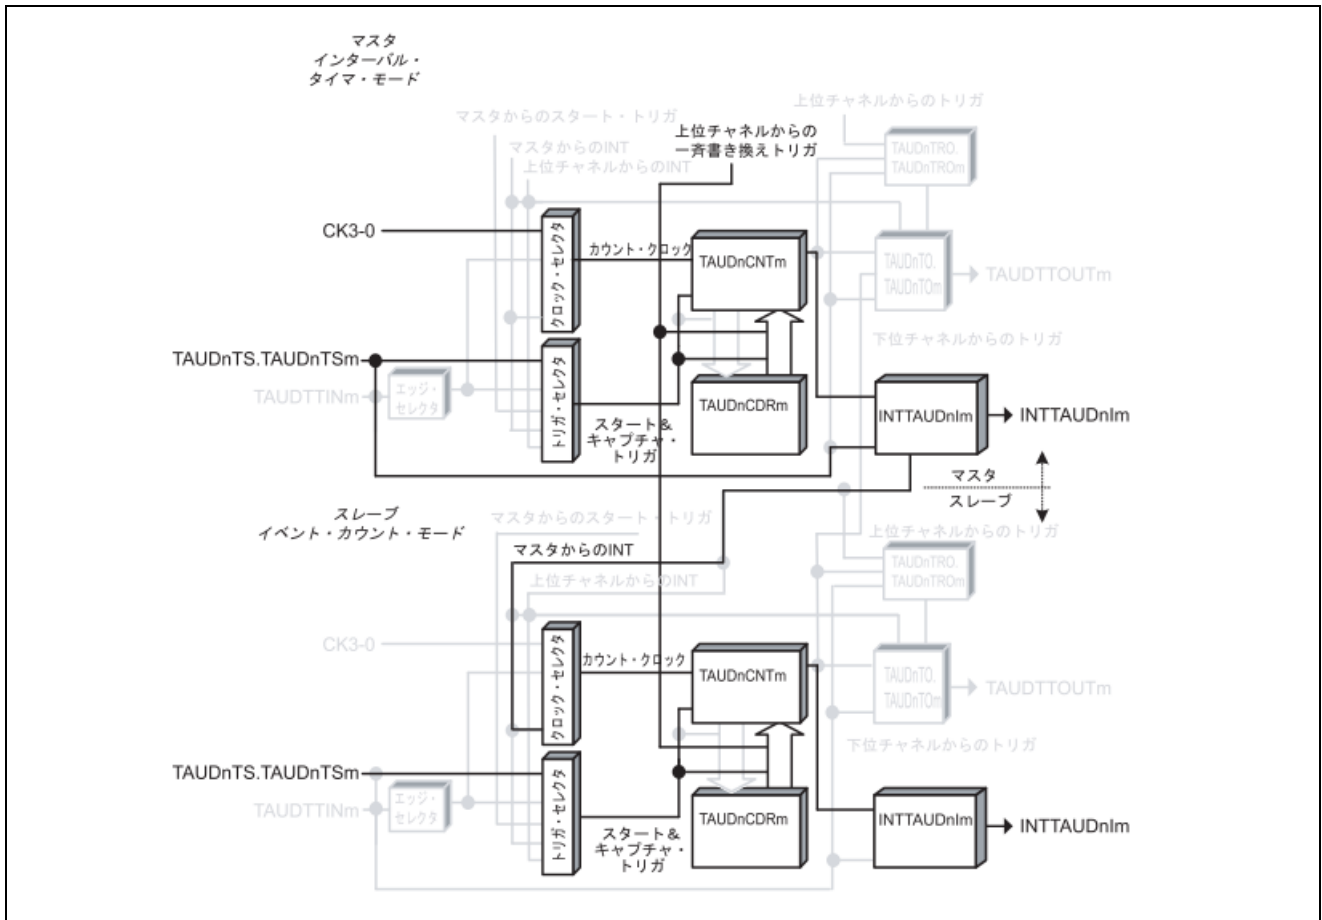 マスタ
インターバル・
タイマ・モード
上位チャネルからのトリガ
マスタからのスタート・トリガ
上位チャネルからの
一斉書き換えトリガ
マスタからのINT
上位チャネルからのINT
TAUDnTRO.
TAUDnTROm
CK3-0
クロック・セレクタ
カウント・クロック
TAUDnCNTm
TAUDnTO.
TAUDnTOm
TAUDTTOUTm
下位チャネルからのトリガ
TAUDnTS.TAUDnTSm
TAUDTTINm
エッジ・
セレクタ
トリガ・セレクタ
スタート&
キャプチャ・
トリガ
TAUDnCDRm
INTTAUDnIm
INTTAUDnIm
マスタ
スレーブ
スレーブ
イベント・カウント・モード
マスタからのスタート・トリガ
マスタからのINT
上位チャネルからのINT
上位チャネルからのトリガ
TAUDnTRO.
TAUDnTROm
CK3-0
クロック・セレクタ
カウント・クロック
TAUDnCNTm
TAUDnTO.
TAUDnTOm
TAUDTTOUTm
下位チャネルからのトリガ
TAUDnTS.TAUDnTSm
TAUDTTINm
エッジ・
セレクタ
トリガ・セレクタ
スタート&
キャプチャ・
トリガ
TAUDnCDRm
INTTAUDnIm
INTTAUDnIm